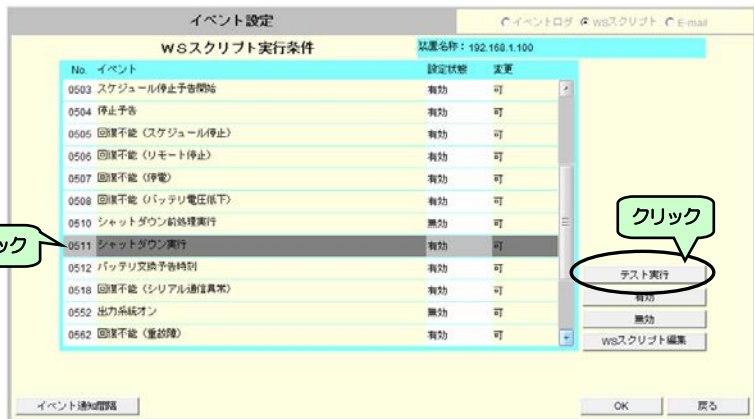 イベント設定
イベントログ WSスクリプト E-mail
WSスクリプト実行条件
装置名称：192.168.1.100
No. イベント 設定状態 変更
0503 スケジュール停止予告開始 有効 可
0504 停止予告 有効 可
0505 回復不能（スケジュール停止） 有効 可
0506 回復不能（リモート停止） 有効 可
0507 回復不能（停電） 有効 可
0508 回復不能（バッテリ電圧低下） 有効 可
0510 シャットダウン前処理実行 無効 可
クリック
ック
0511 シャットダウン実行 有効 可
0512 バッテリ交換予告時刻 有効 可
テスト実行
0518 回復不能（シリアル通信異常） 有効 可
有効
0552 出力系統オン 無効 可
無効
0562 回復不能（重故障） 有効 可
WSスクリプト編集
イベント通知間隔
OK 戻る